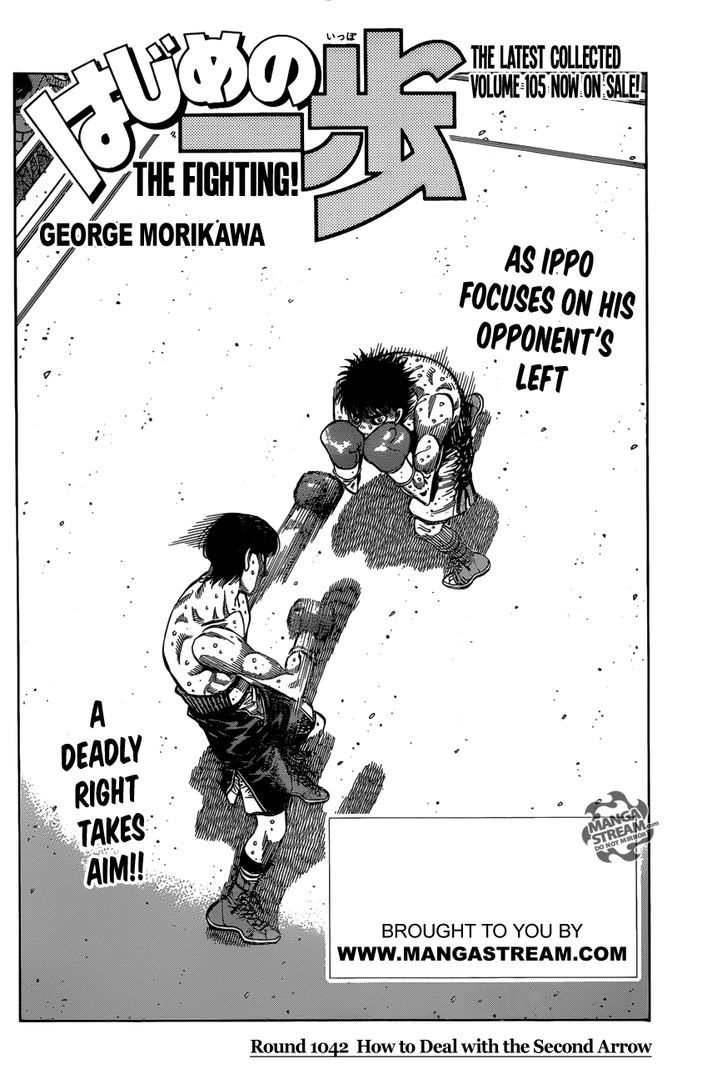 はじめの一歩
いっぽ
THE FIGHTING!
THE LATEST COLLECTED
VOLUME 105 NOW ON SALE!
GEORGE MORIKAWA
AS IPPO
FOCUSES ON HIS
OPPONENT'S
LEFT
A
DEADLY
RIGHT
TAKES
AIM!!
MANGA
STREAM.com
DO NOT MIRROR
BROUGHT TO YOU BY
WWW.MANGASTREAM.COM
Round 1042 How to Deal with the Second Arrow